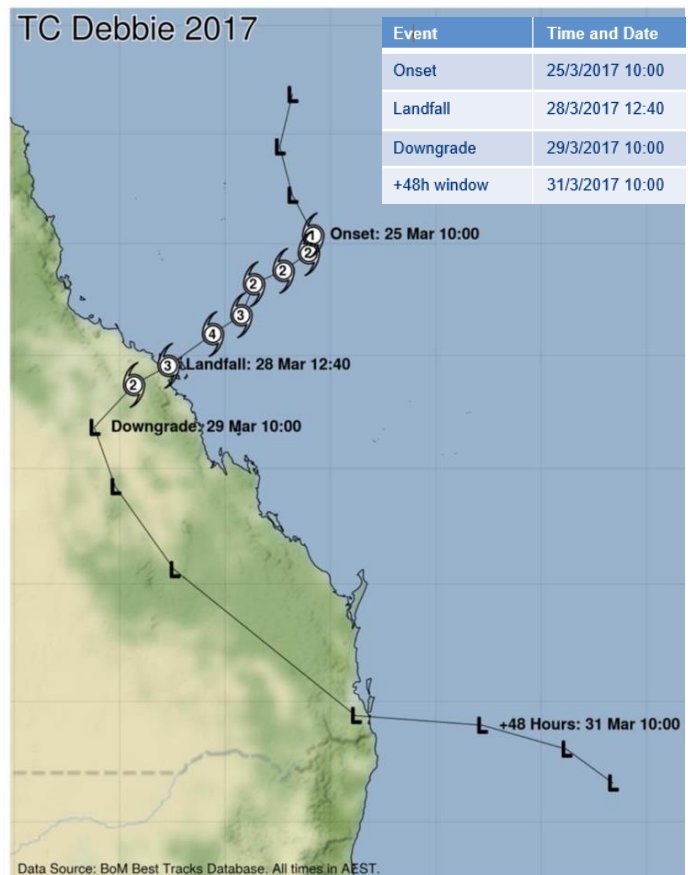 TC Debbie 2017
Event Time and Date
Onset 25/3/2017 10:00
Landfall 28/3/2017 12:40
Downgrade 29/3/2017 10:00
+48h window 31/3/2017 10:00
L
L
L
1 Onset: 25 Mar 10:00
2
2
2
3
4
3 Landfall: 28 Mar 12:40
2
L Downgrade: 29 Mar 10:00
L
L
L
L +48 Hours: 31 Mar 10:00
L
L
Data Source: BoM Best Tracks Database. All times in AEST.